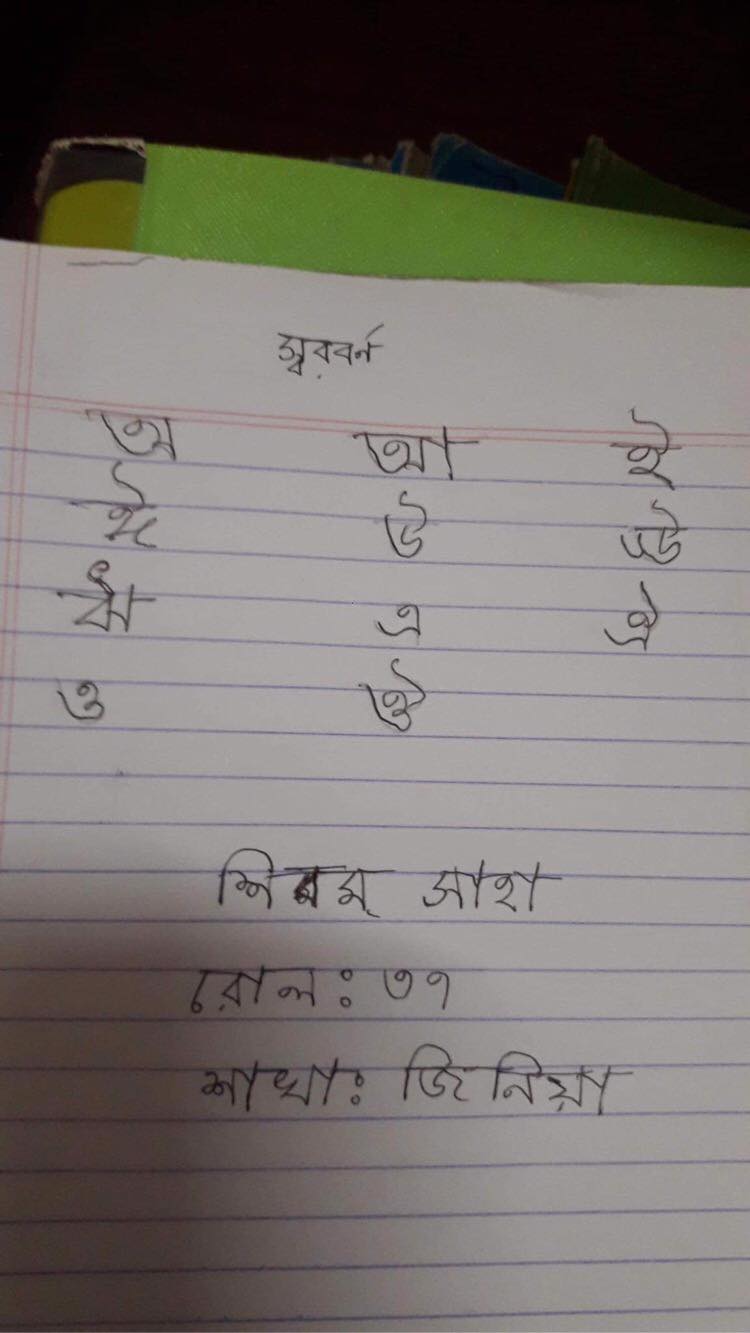 স্বরবর্ন
অ আ ই
ঈ উ ঊ
ঋ এ ঐ
ও ঔ
শিবম্ সাহা
রোল: ৩৭
শাখা: জিনিয়া